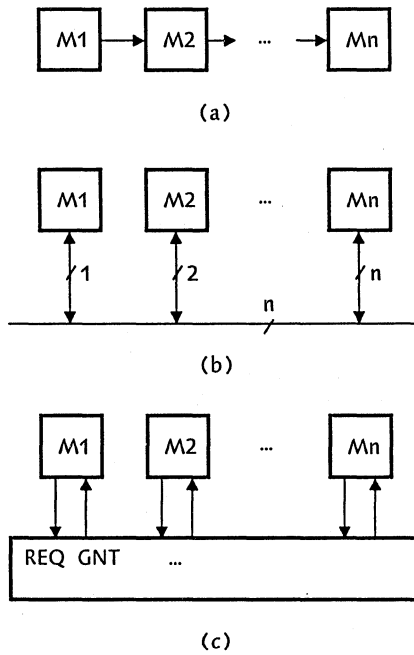 M1 M2 ... Mn
(a)
M1 M2 ... Mn
1 2 n
n
(b)
M1 M2 ... Mn
REQ GNT ...
(c)